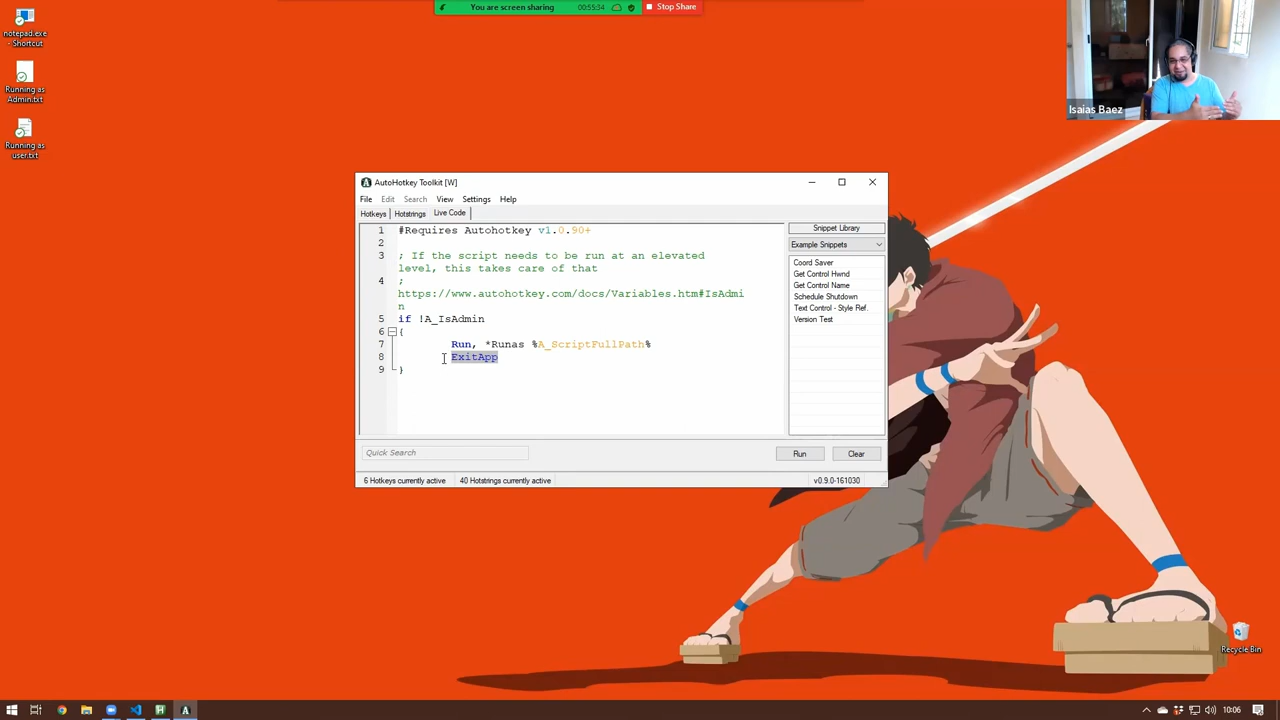 You are screen sharing
00:55:34
Stop Share
notepad.exe
- Shortcut
Running as
Admin.txt
Running as
user.txt
Isaias Baez
AutoHotkey Toolkit [W]
File Edit Search View Settings Help
Hotkeys Hotstrings Live Code
1 #Requires Autohotkey v1.0.90+
2
3 ; If the script needs to be run at an elevated
level, this takes care of that
4 ;
https://www.autohotkey.com/docs/Variables.htm#IsAdmi
n
5 if !A_IsAdmin
6 {
7 Run, *Runas %A_ScriptFullPath%
8 ExitApp
9 }
Snippet Library
Example Snippets
Coord Saver
Get Control Hwnd
Get Control Name
Schedule Shutdown
Text Control - Style Ref.
Version Test
Quick Search
Run
Clear
6 Hotkeys currently active
40 Hotstrings currently active
v0.9.0-161030
Recycle Bin
10:06